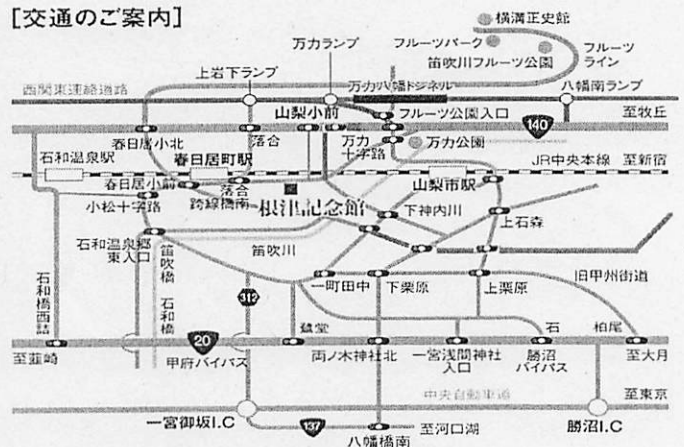 [交通のご案内]
横溝正史館
万力ランプ
フルーツパーク
笛吹川フルーツ公園
フルーツ
ライン
上岩下ランプ
西関東連絡道路
万力八幡トンネル
八幡南ランプ
山梨小前
フルーツ公園入口
140
至牧丘
春日居小北
落合
万力
十字路
万力公園
石和温泉駅
春日居町駅
JR中央本線
至新宿
春日居小前
落合
跨線橋南
山梨市駅
小松十字路
根津記念館
下神内川
上石森
石和温泉郷
東入口
笛吹川
笛吹橋
石和橋
石和橋西詰
一町田中
下栗原
上栗原
旧甲州街道
312
鵞堂
石
柏尾
至韮崎
20
甲府バイパス
両ノ木神社北
一宮浅間神社
入口
勝沼
バイパス
至大月
中央自動車道
至東京
一宮御坂I.C
137
至河口湖
勝沼I.C
八幡橋南